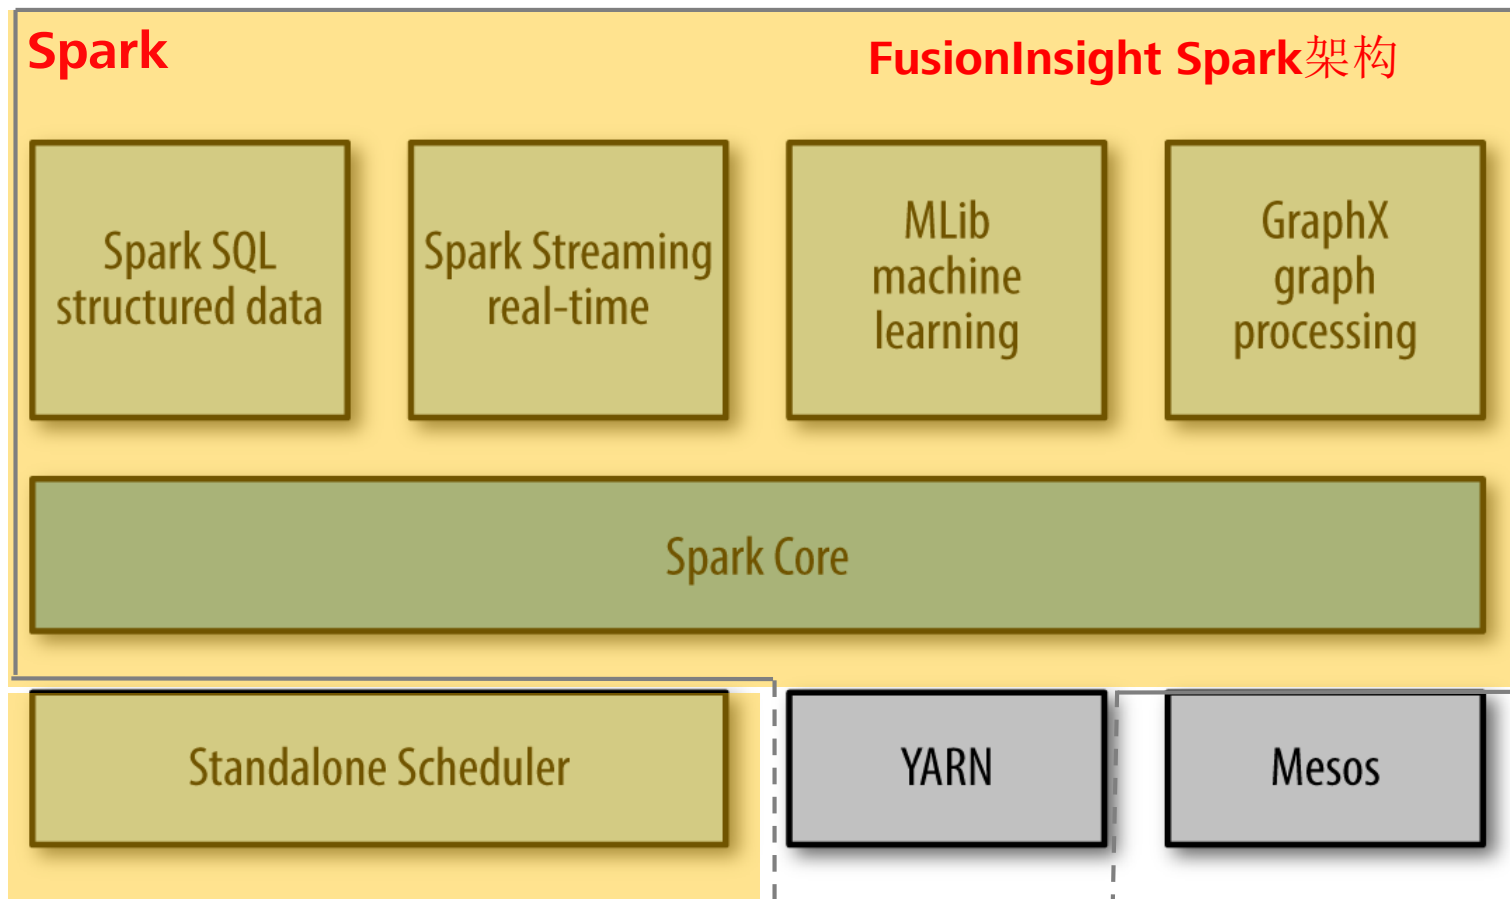 Spark
FusionInsight Spark架构
Spark SQL
structured data
Spark Streaming
real-time
MLib
machine
learning
GraphX
graph
processing
Spark Core
Standalone Scheduler
YARN
Mesos